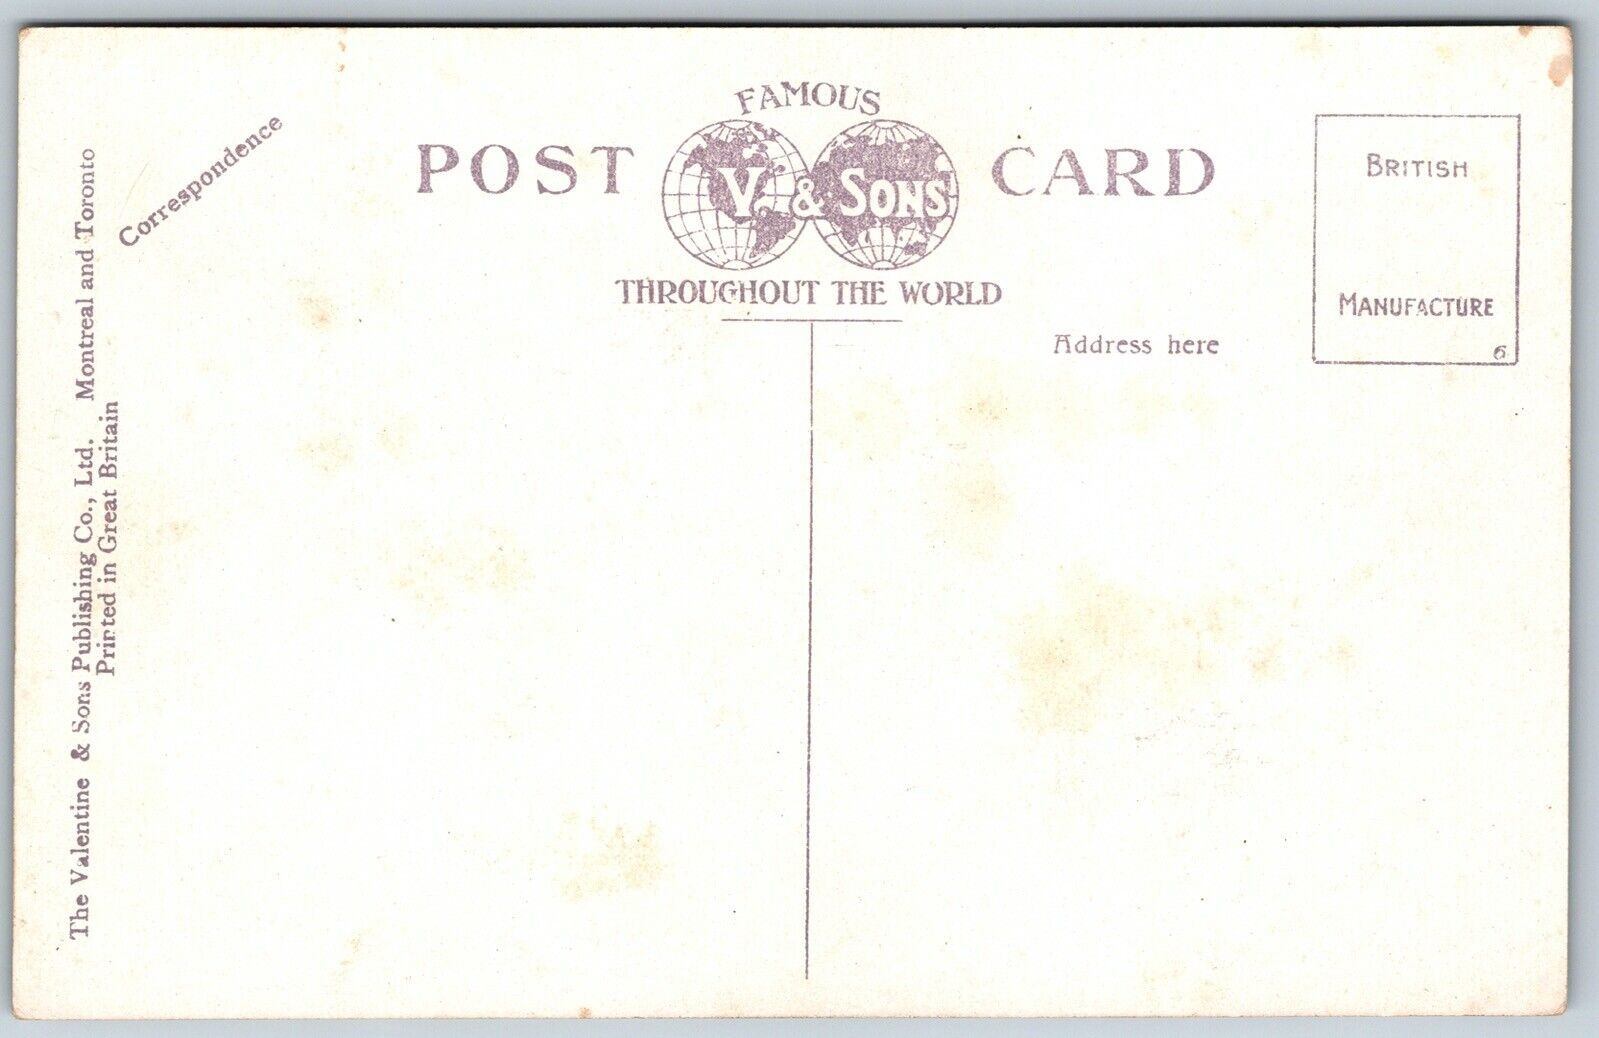 FAMOUS
POST CARD
V. & SONS
THROUGHOUT THE WORLD
Correspondence
Address here
BRITISH
MANUFACTURE
6
The Valentine & Sons Publishing Co., Ltd. Montreal and Toronto
Printed in Great Britain